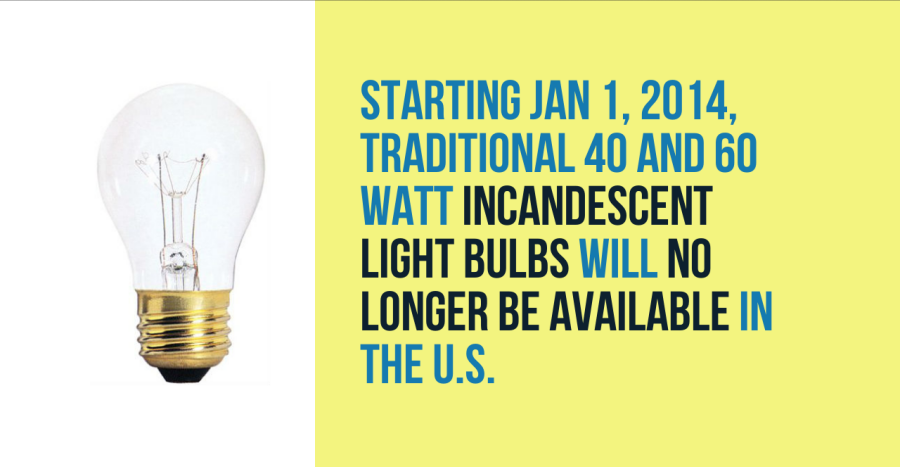 STARTING JAN 1, 2014,
TRADITIONAL 40 AND 60
WATT INCANDESCENT
LIGHT BULBS WILL NO
LONGER BE AVAILABLE IN
THE U.S.